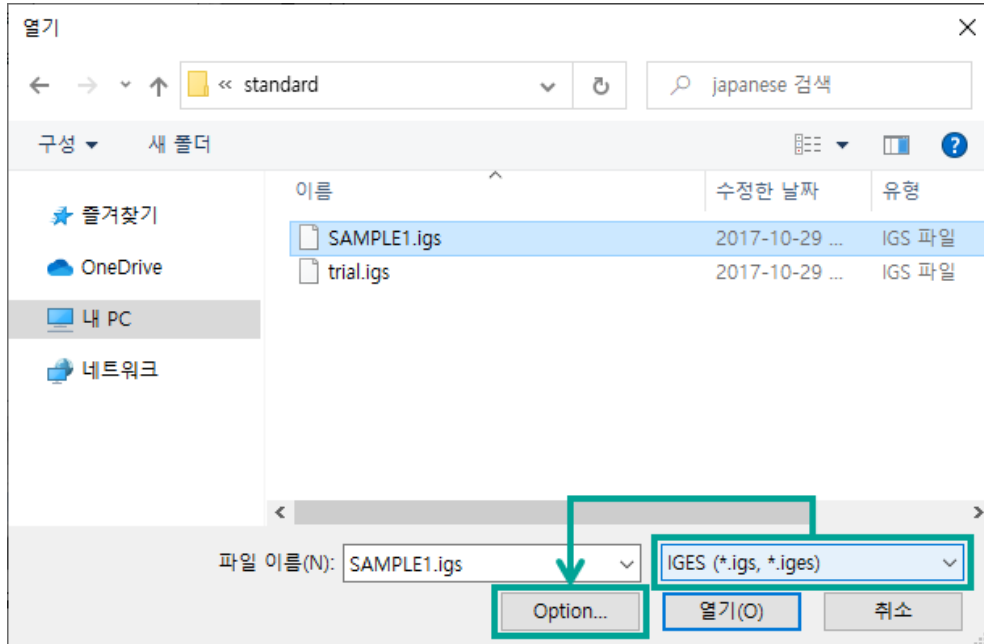 열기
« standard
japanese 검색
구성 새 폴더
이름 수정한 날짜 유형
즐겨찾기
OneDrive
내 PC
네트워크
SAMPLE1.igs 2017-10-29 ... IGS 파일
trial.igs 2017-10-29 ... IGS 파일
파일 이름(N): SAMPLE1.igs IGES (*.igs, *.iges)
Option... 열기(O) 취소